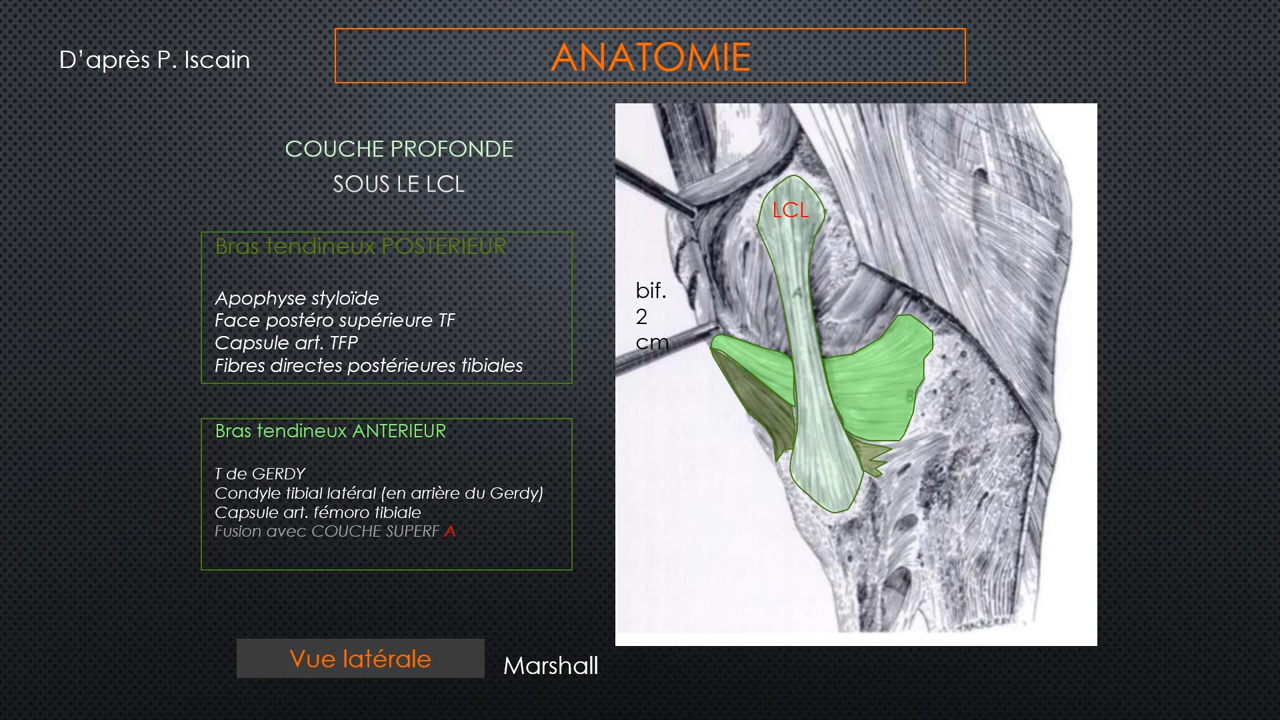 D'après P. Iscain
ANATOMIE
COUCHE PROFONDE
SOUS LE LCL
Bras tendineux POSTERIEUR
Apophyse styloïde
Face postéro supérieure TF
Capsule art. TFP
Fibres directes postérieures tibiales
Bras tendineux ANTERIEUR
T de GERDY
Condyle tibial latéral (en arrière du Gerdy)
Capsule art. fémoro tibiale
Fusion avec COUCHE SUPERF A
LCL
bif.
2
cm
A
B
Vue latérale
Marshall